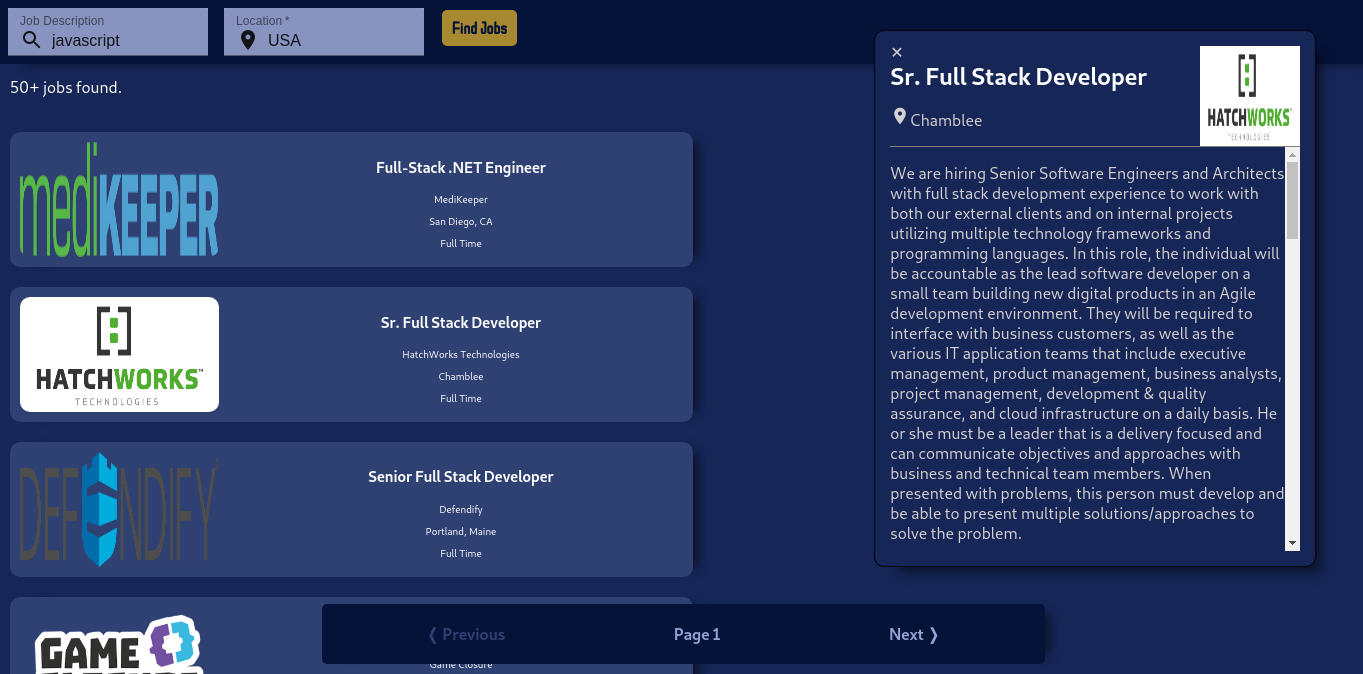 Job Description
javascript
Location *
USA
Find Jobs
50+ jobs found.
medikeeper
Full-Stack .NET Engineer
MediKeeper
San Diego, CA
Full Time
HATCHWORKS™
TECHNOLOGIES
Sr. Full Stack Developer
HatchWorks Technologies
Chamblee
Full Time
DEFENDIFY
Senior Full Stack Developer
Defendify
Portland, Maine
Full Time
GAME
Game Closure
❬ Previous
Page 1
Next ❭
×
Sr. Full Stack Developer
Chamblee
HATCHWORKS™
TECHNOLOGIES
We are hiring Senior Software Engineers and Architects
with full stack development experience to work with
both our external clients and on internal projects
utilizing multiple technology frameworks and
programming languages. In this role, the individual will
be accountable as the lead software developer on a
small team building new digital products in an Agile
development environment. They will be required to
interface with business customers, as well as the
various IT application teams that include executive
management, product management, business analysts,
project management, development & quality
assurance, and cloud infrastructure on a daily basis. He
or she must be a leader that is a delivery focused and
can communicate objectives and approaches with
business and technical team members. When
presented with problems, this person must develop and
be able to present multiple solutions/approaches to
solve the problem.